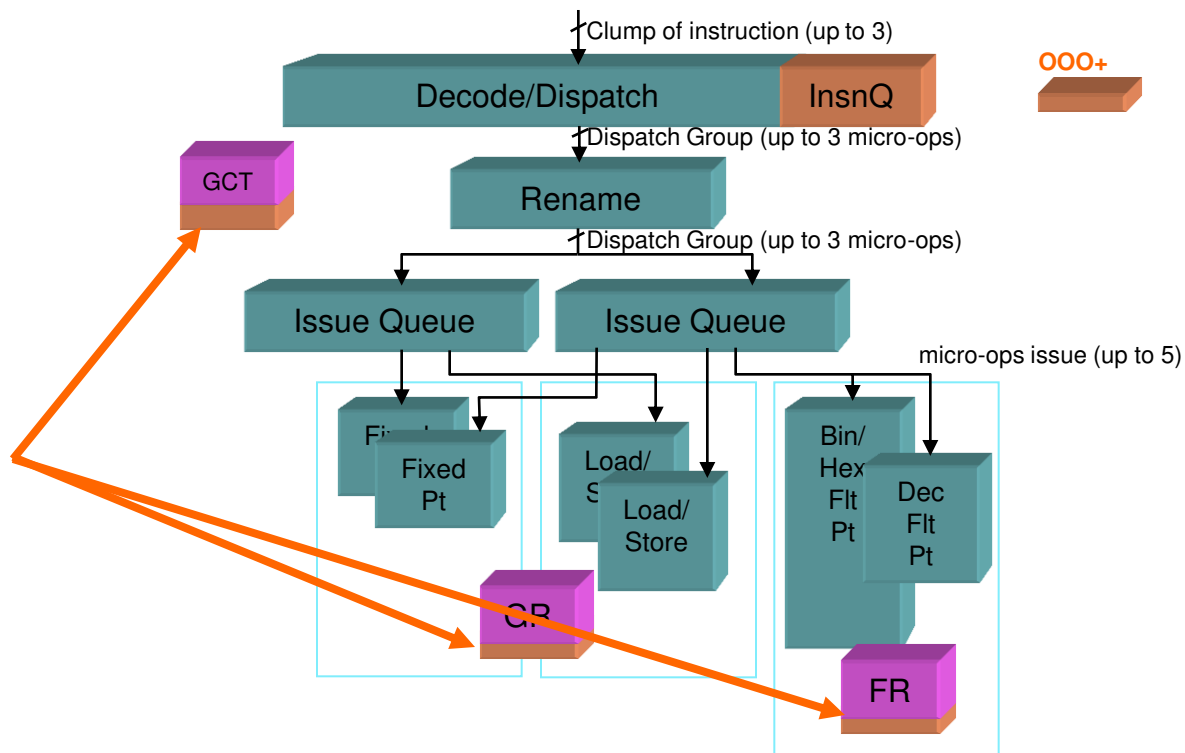 Clump of instruction (up to 3)
OOO+
Decode/Dispatch
InsnQ
Dispatch Group (up to 3 micro-ops)
GCT
Rename
Dispatch Group (up to 3 micro-ops)
Issue Queue
Issue Queue
micro-ops issue (up to 5)
Fixed
Pt
Load/
Load/
Store
Bin/
Hex
Flt
Pt
Dec
Flt
Pt
GR
FR